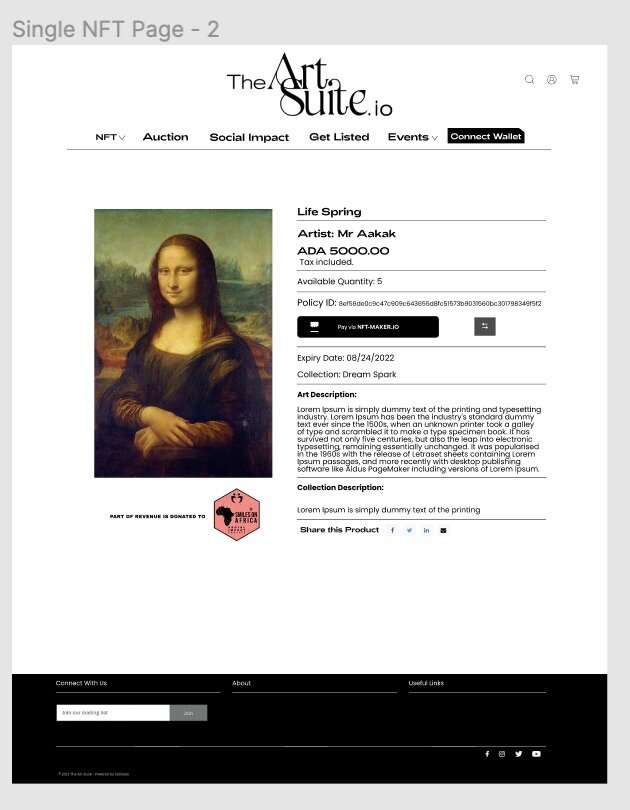 Single NFT Page - 2
The Art
Suite.io
NFT Auction Social Impact Get Listed Events Connect Wallet
Life Spring
Artist: Mr Aakak
ADA 5000.00
Tax included.
Available Quantity: 5
Policy ID: 8ef56de0c9c47c909c643655d8fc5f573b9031560bc301798349f5f2
Pay via NFT-MAKER.IO
Expiry Date: 08/24/2022
Collection: Dream Spark
Art Description:
Lorem Ipsum is simply dummy text of the printing and typesetting
industry. Lorem Ipsum has been the industry's standard dummy
text ever since the 1500s, when an unknown printer took a galley
of type and scrambled it to make a type specimen book. It has
survived not only five centuries, but also the leap into electronic
typesetting, remaining essentially unchanged. It was popularised
in the 1960s with the release of Letraset sheets containing Lorem
Ipsum passages, and more recently with desktop publishing
software like Aldus PageMaker including versions of Lorem Ipsum.
Collection Description:
Lorem Ipsum is simply dummy text of the printing
Share this Product
PART OF REVENUE IS DONATED TO
SMILES ON
AFRICA
Connect With Us About Useful Links
Join our mailing list Join
© 2022 The Art Suite - Powered by